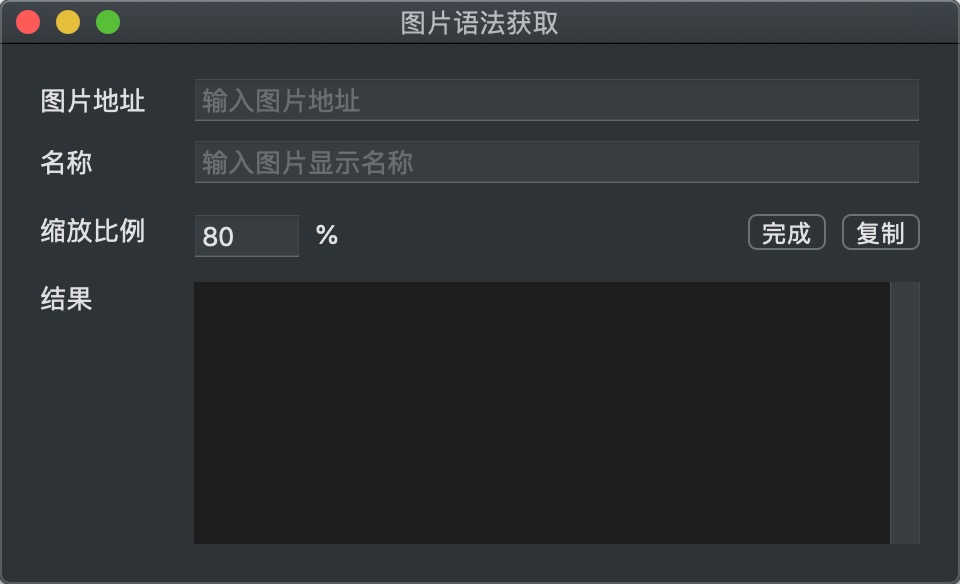 图片语法获取
图片地址 输入图片地址
名称 输入图片显示名称
缩放比例 80 % 完成 复制
结果